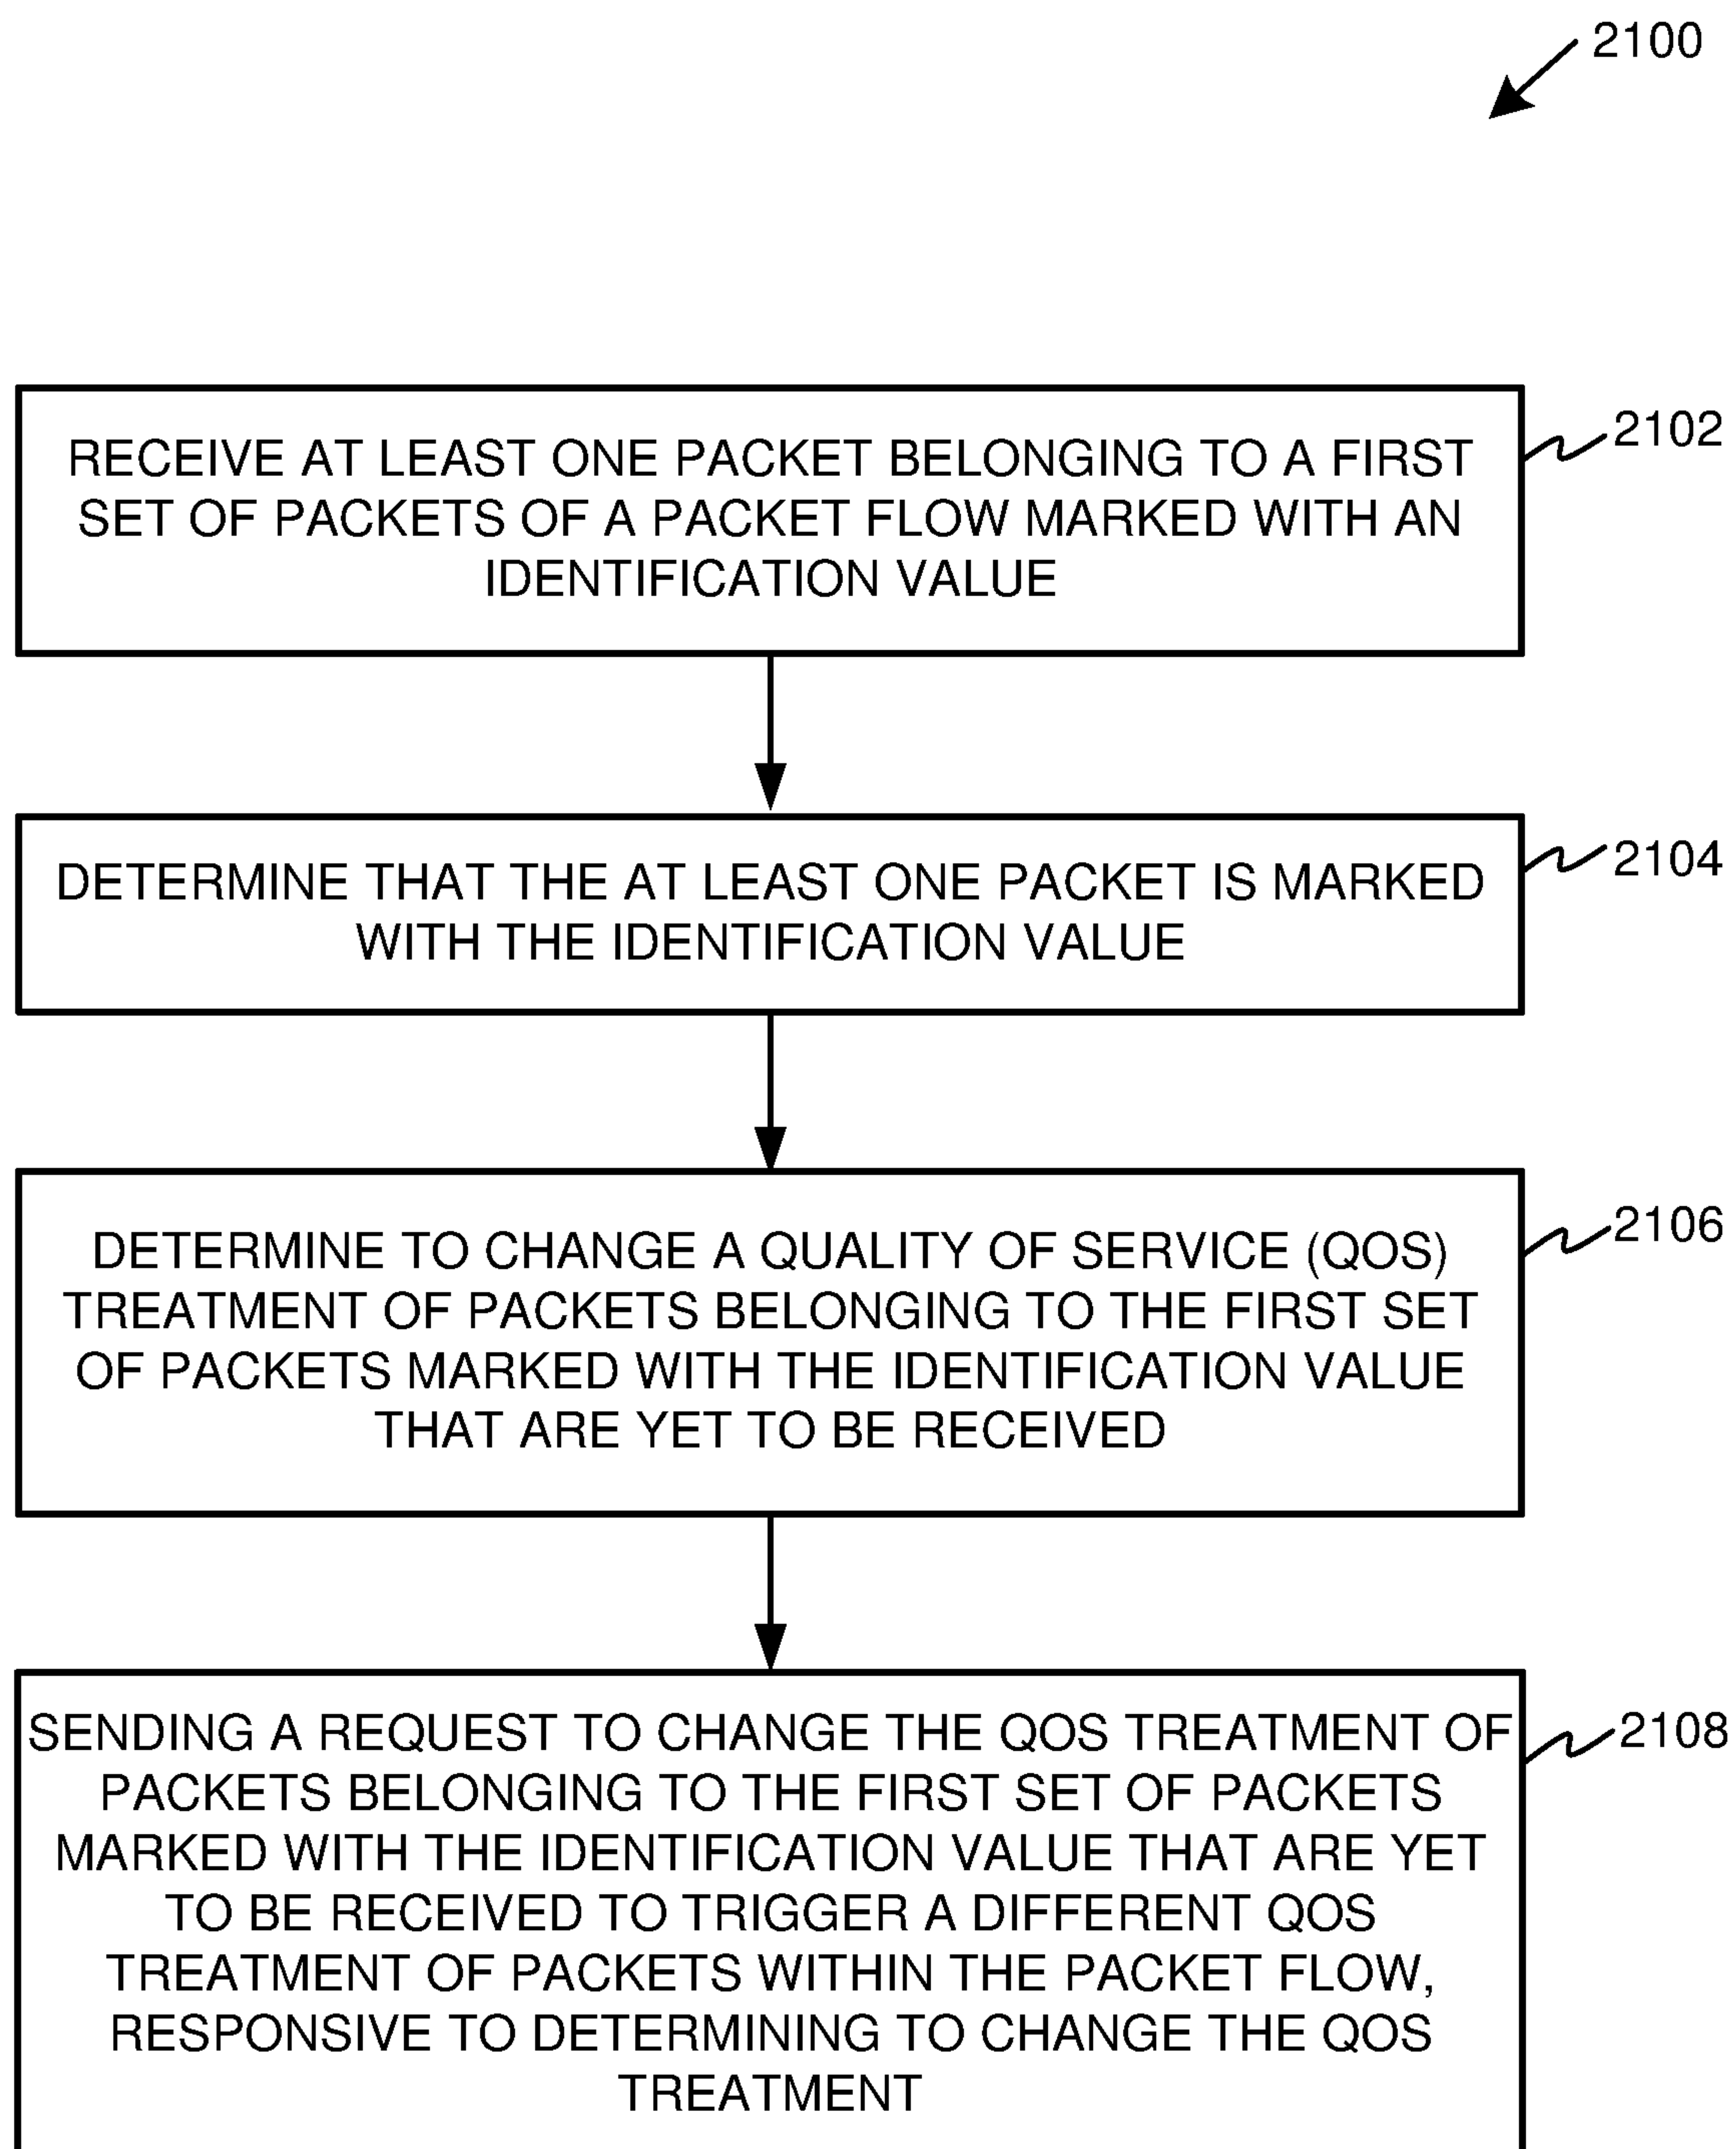 2100
RECEIVE AT LEAST ONE PACKET BELONGING TO A FIRST
SET OF PACKETS OF A PACKET FLOW MARKED WITH AN
IDENTIFICATION VALUE
2102
DETERMINE THAT THE AT LEAST ONE PACKET IS MARKED
WITH THE IDENTIFICATION VALUE
2104
DETERMINE TO CHANGE A QUALITY OF SERVICE (QOS)
TREATMENT OF PACKETS BELONGING TO THE FIRST SET
OF PACKETS MARKED WITH THE IDENTIFICATION VALUE
THAT ARE YET TO BE RECEIVED
2106
SENDING A REQUEST TO CHANGE THE QOS TREATMENT OF
PACKETS BELONGING TO THE FIRST SET OF PACKETS
MARKED WITH THE IDENTIFICATION VALUE THAT ARE YET
TO BE RECEIVED TO TRIGGER A DIFFERENT QOS
TREATMENT OF PACKETS WITHIN THE PACKET FLOW,
RESPONSIVE TO DETERMINING TO CHANGE THE QOS
TREATMENT
2108